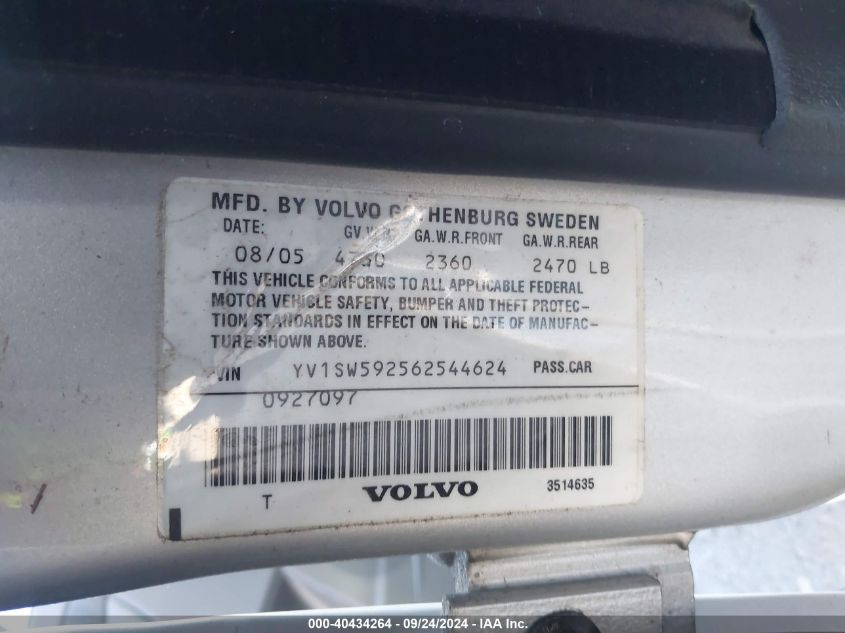 MFD. BY VOLVO HENBURG SWEDEN
DATE: GA.W.R.FRONT GA.W.R.REAR
08/05 2360 2470 LB
THIS VEHICLE CONFORMS TO ALL APPLICABLE FEDERAL
MOTOR VEHICLE SAFETY, BUMPER AND THEFT PROTEC-
TION STANDARDS IN EFFECT ON THE DATE OF MANUFAC-
TURE SHOWN ABOVE.
VIN YV1SW592562544624 PASS.CAR
0927097
T VOLVO 3514635
000-40434264 - 09/24/2024 - IAA Inc.